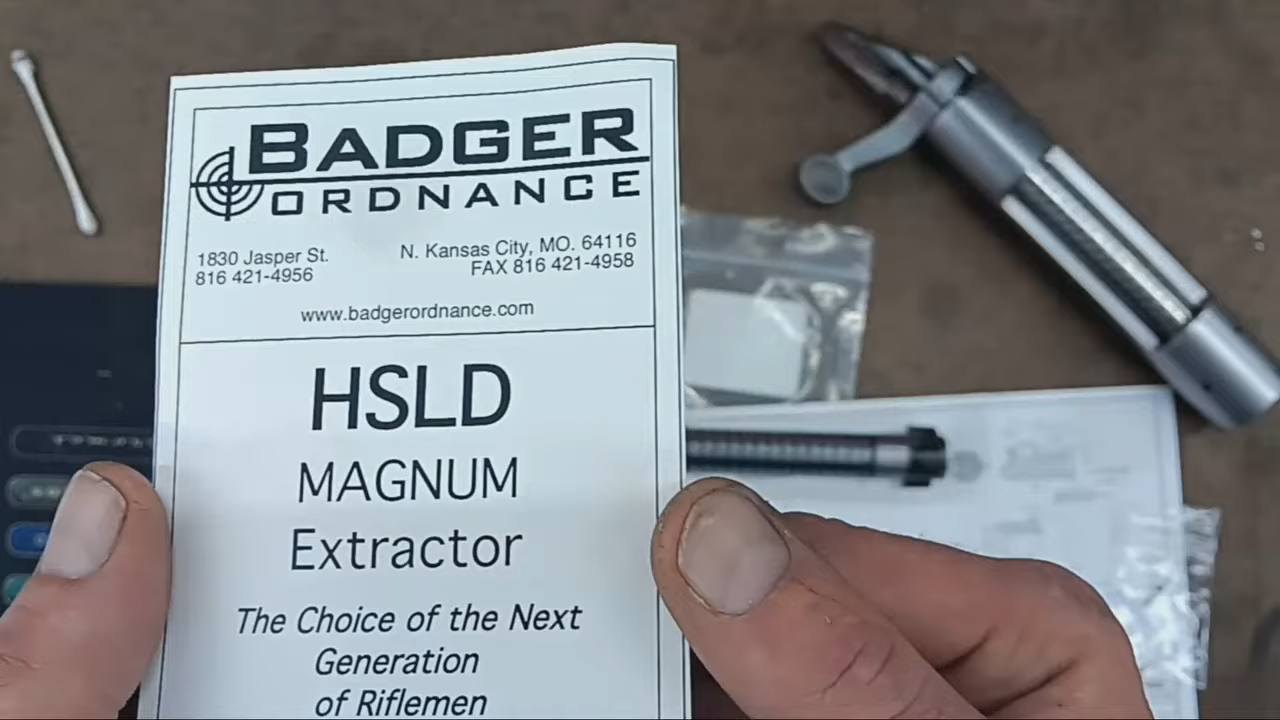 BADGER
ORDNANCE
1830 Jasper St. N. Kansas City, MO. 64116
816 421-4956 FAX 816 421-4958
www.badgerordnance.com
HSLD
MAGNUM
Extractor
The Choice of the Next
Generation
of Riflemen